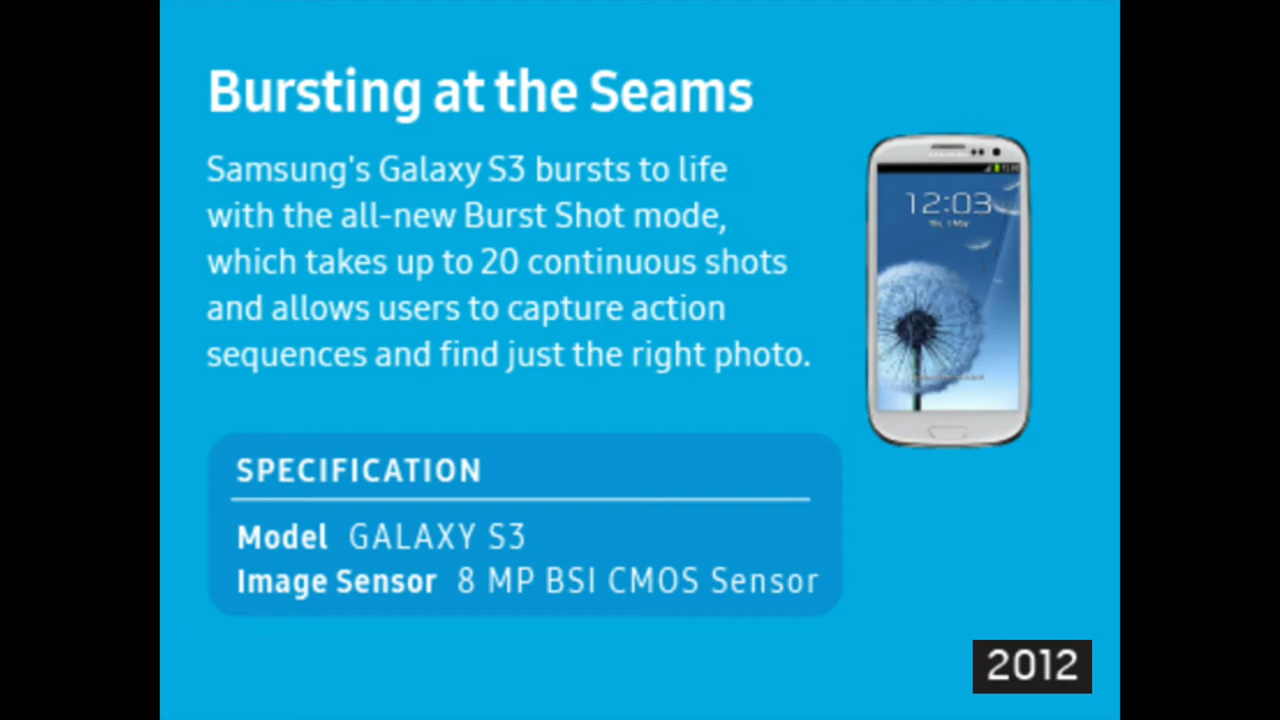 Bursting at the Seams
Samsung's Galaxy S3 bursts to life
with the all-new Burst Shot mode,
which takes up to 20 continuous shots
and allows users to capture action
sequences and find just the right photo.
12:03
SPECIFICATION
Model GALAXY S3
Image Sensor 8 MP BSI CMOS Sensor
2012